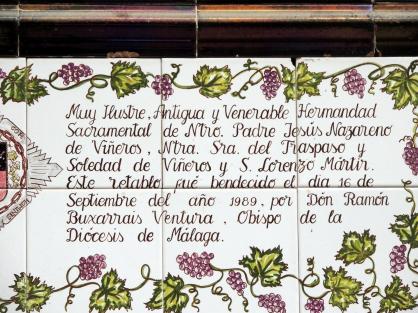 Muy Ilustre, Antigua y Venerable Hermandad
Sacramental de Ntro. Padre Jesús Nazareno
de Viñeros, Ntra. Sra. del Traspaso y
Soledad de Viñeros y S. Lorenzo Mártir.
Este retablo fué bendecido el día 16 de
Septiembre del año 1989, por Dón Ramón
Buxarrais Ventura, Obispo de la
Diócesis de Málaga.